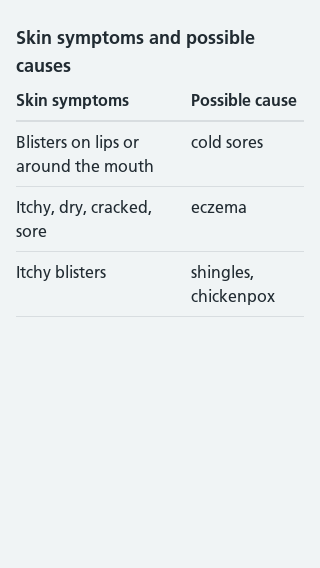 Skin symptoms and possible
causes
Skin symptoms Possible cause
Blisters on lips or cold sores
around the mouth
Itchy, dry, cracked, eczema
sore
Itchy blisters shingles,
chickenpox